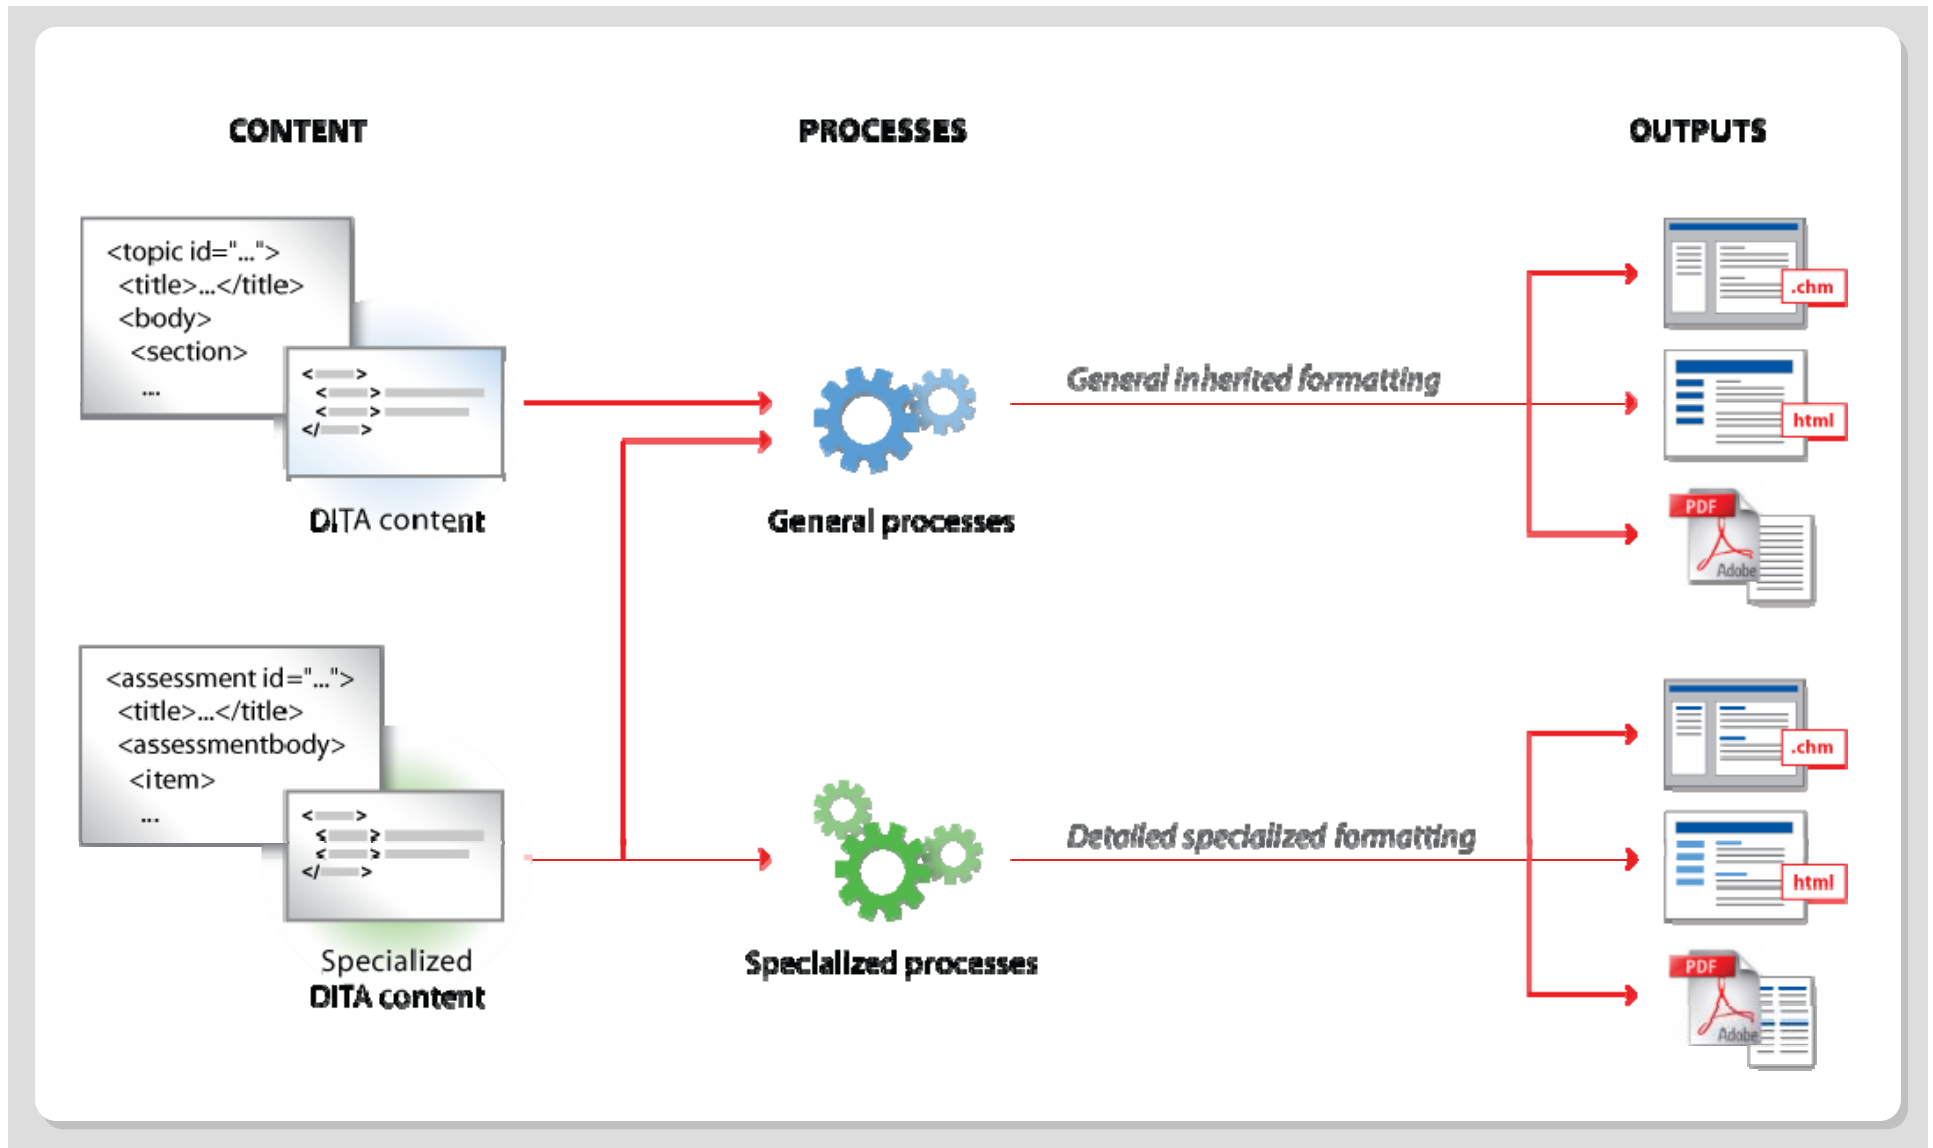 CONTENT
PROCESSES
OUTPUTS
<topic id="...">
<title>...</title>
<body>
<section>
...
< >
< >
< >
</ >
DITA content
General processes
General inherited formatting
.chm
html
PDF
Adobe
<assessment id="...">
<title>...</title>
<assessmentbody>
<item>
...
< >
< >
< >
</ >
Specialized
DITA content
Specialized processes
Detailed specialized formatting
.chm
html
PDF
Adobe